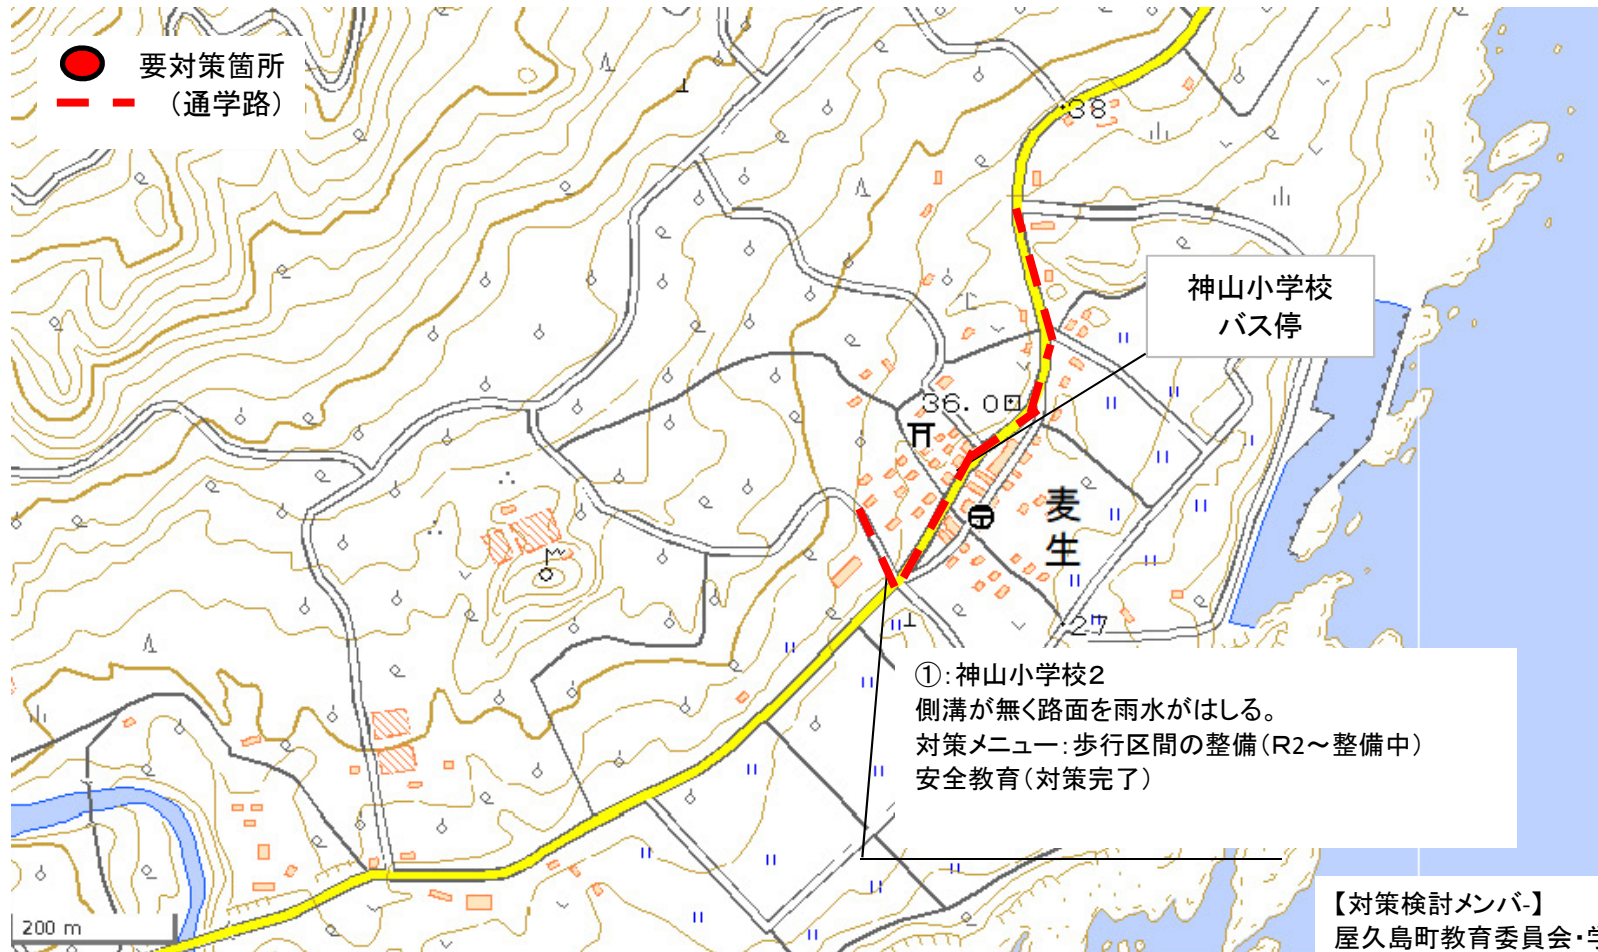 要対策箇所
（通学路）
38
神山小学校
バス停
36.0
麦生
27
①：神山小学校２
側溝が無く路面を雨水がはしる。
対策メニュー：歩行区間の整備（R2～整備中）
安全教育（対策完了）
200 m
【対策検討メンバ-】
屋久島町教育委員会・学